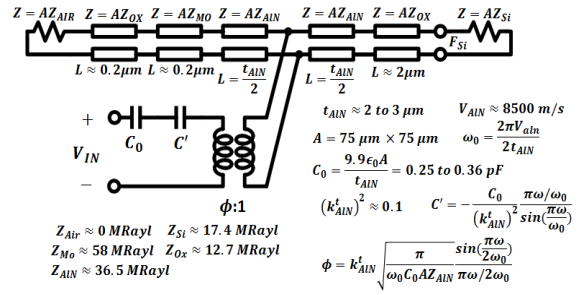 Z = AZ_AIR Z = AZ_OX Z = AZ_MO Z = AZ_AlN Z = AZ_AlN Z = AZ_OX Z = AZ_Si
F_Si
L ≈ 0.2μm L ≈ 0.2μm L = t_AlN/2 L = t_AlN/2 L ≈ 2μm
+ V_IN −
C_0 C′
ϕ:1
t_AlN ≈ 2 to 3 μm V_AlN ≈ 8500 m/s
A = 75 μm × 75 μm ω_0 = 2πV_aln/2t_AlN
C_0 = 9.9ϵ_0A/t_AlN = 0.25 to 0.36 pF
(k^t_AlN)^2 ≈ 0.1 C′ = − C_0/(k^t_AlN)^2 πω/ω_0/sin(πω/ω_0)
ϕ = k^t_AlN √(π/ω_0C_0AZ_AlN) sin(πω/2ω_0)/πω/2ω_0
Z_Air ≈ 0 MRayl Z_Si ≈ 17.4 MRayl
Z_Mo ≈ 58 MRayl Z_Ox ≈ 12.7 MRayl
Z_AlN ≈ 36.5 MRayl